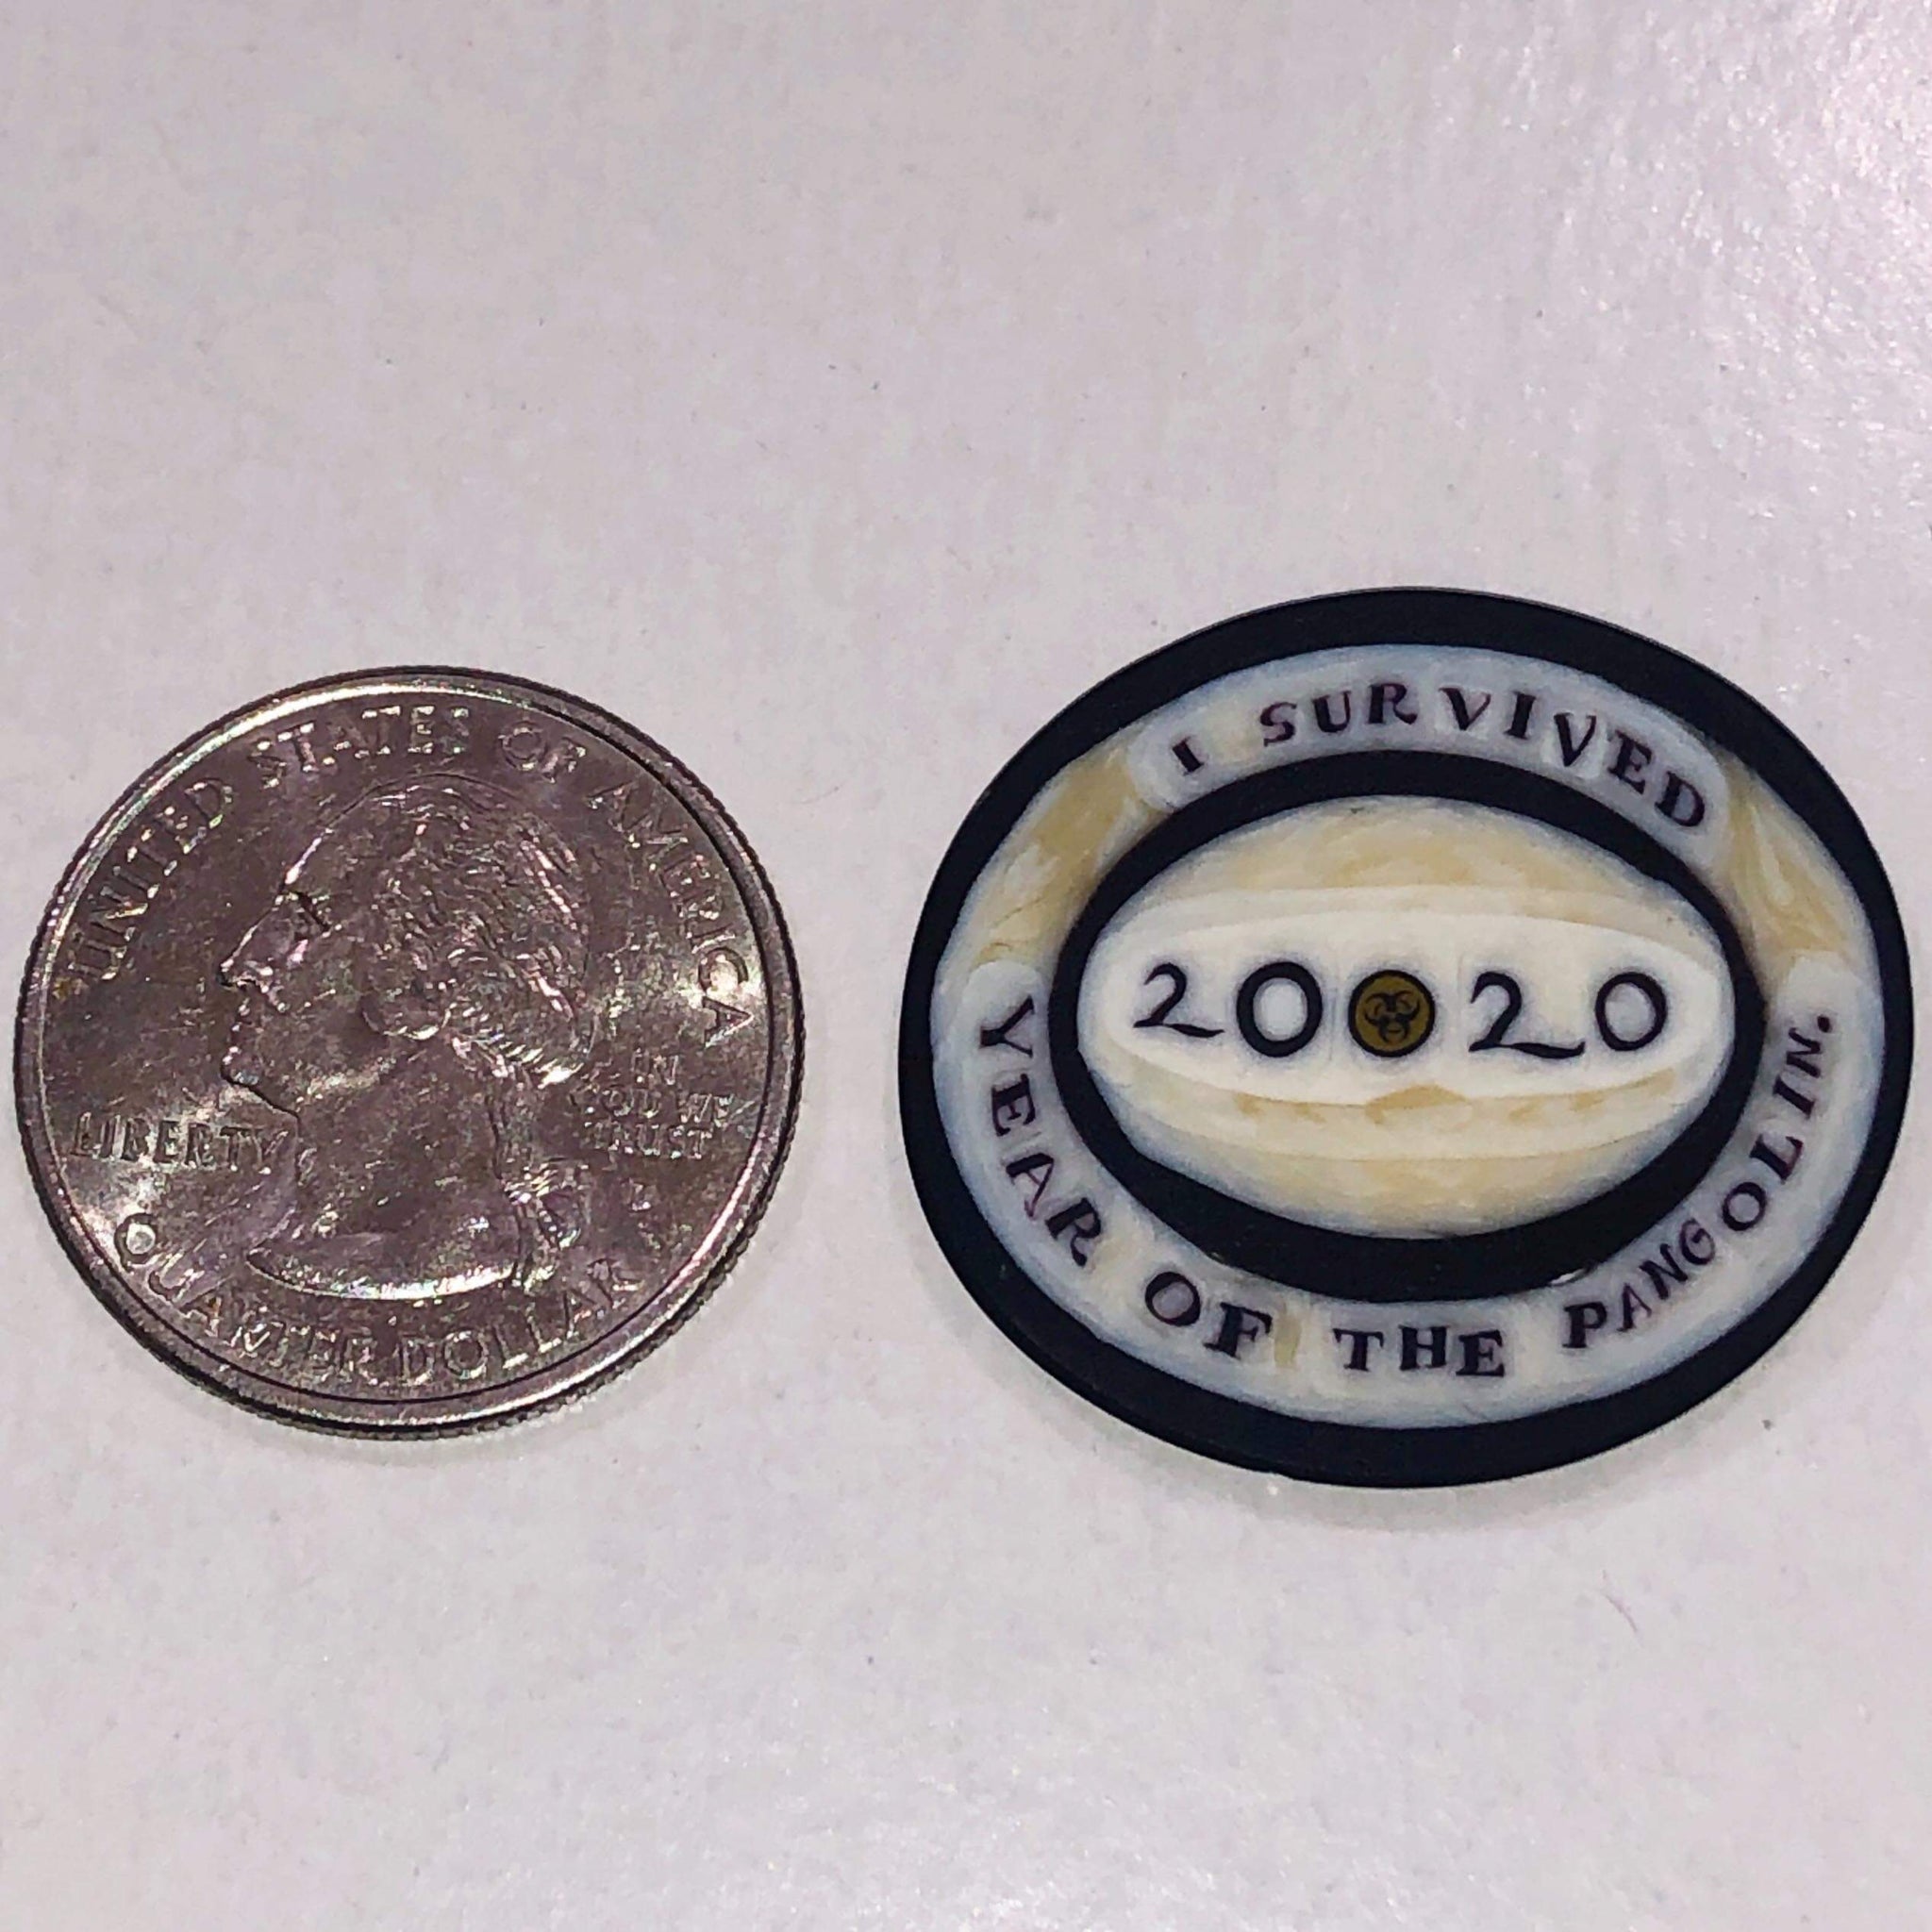 UNITED STATES OF AMERICA
LIBERTY
IN
GOD WE
TRUST
QUARTER DOLLAR
I SURVIVED
20 20
YEAR OF THE PANGOLIN.